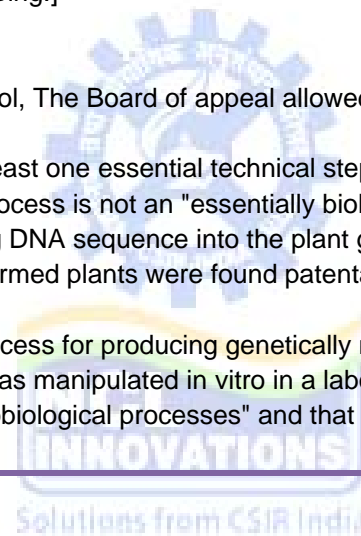 ing.]
ol, The Board of appeal allowed
east one essential technical step
ocess is not an "essentially biol
g DNA sequence into the plant g
rmed plants were found patenta
cess for producing genetically
as manipulated in vitro in a labo
obiological processes" and that
INNOVATIONS
Solutions from CSIR India